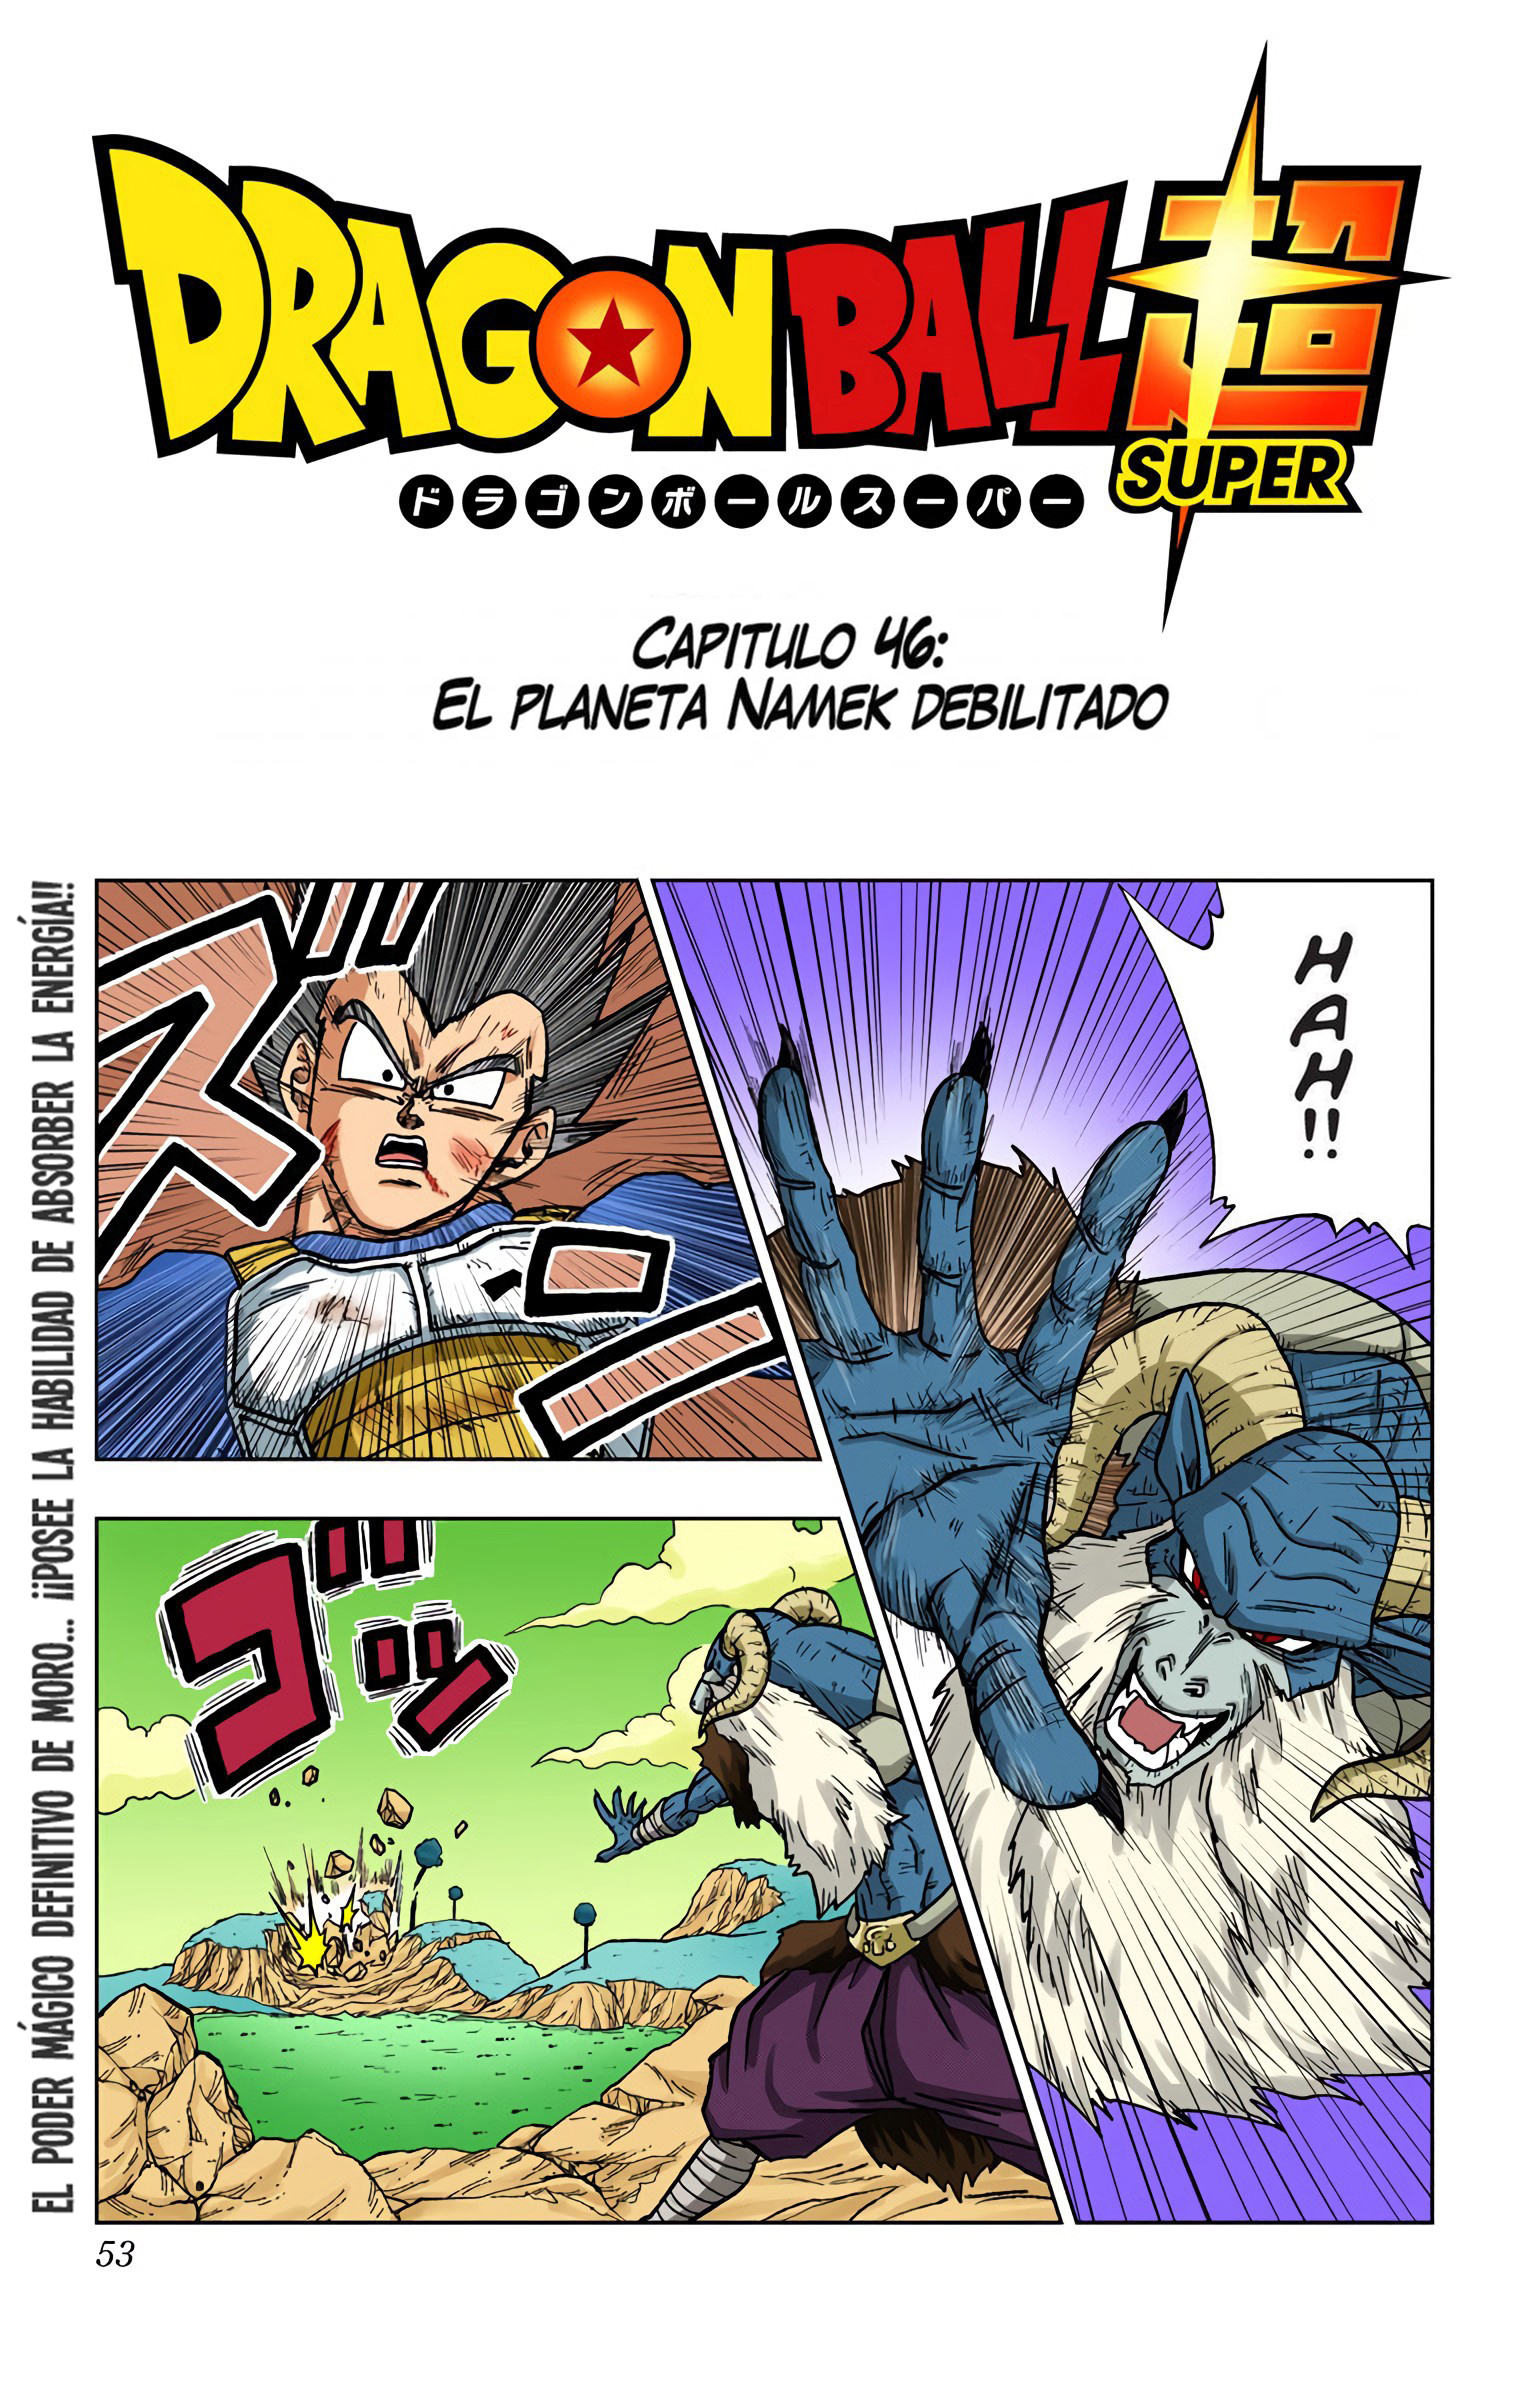 DRAGON BALL 超
SUPER
ドラゴンボールスーパー
CAPITULO 46:
EL PLANETA NAMEK DEBILITADO
EL PODER MÁGICO DEFINITIVO DE MORO... ¡¡POSEE LA HABILIDAD DE ABSORBER LA ENERGÍA!!
HAH!!
ズン
ゴッ
53